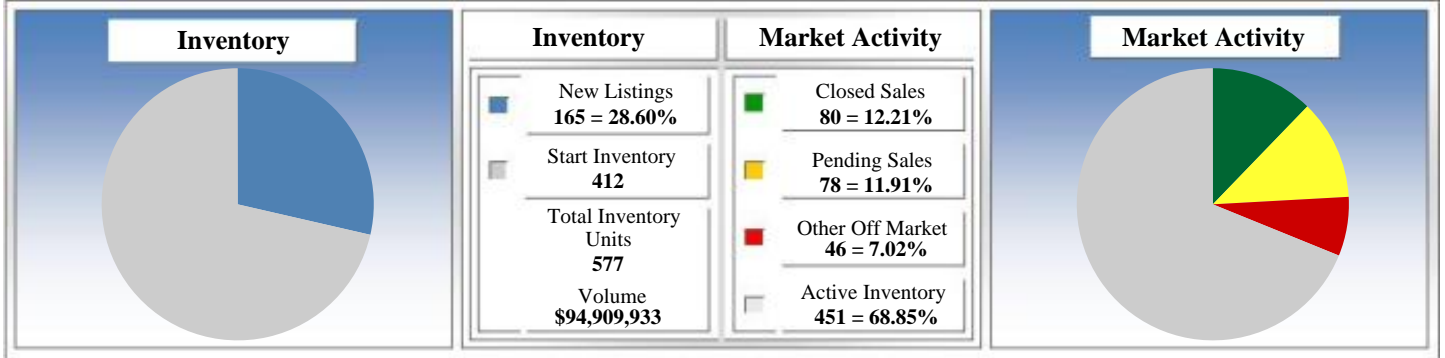 Inventory
Inventory
Market Activity
Market Activity
New Listings
165 = 28.60%
Start Inventory
412
Total Inventory
Units
577
Volume
$94,909,933
Closed Sales
80 = 12.21%
Pending Sales
78 = 11.91%
Other Off Market
46 = 7.02%
Active Inventory
451 = 68.85%